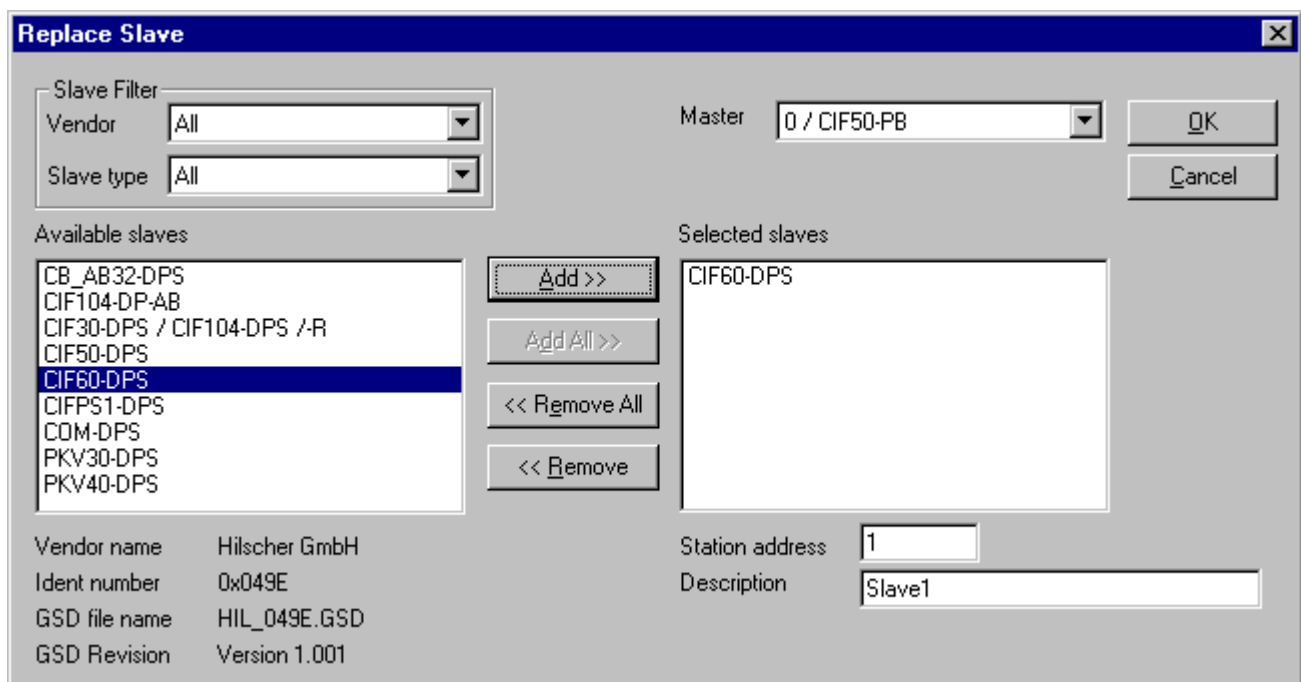 Replace Slave
Slave Filter
Vendor All
Slave type All
Master 0 / CIF50-PB
OK
Cancel
Available slaves
CB_AB32-DPS
CIF104-DP-AB
CIF30-DPS / CIF104-DPS /-R
CIF50-DPS
CIF60-DPS
CIFPS1-DPS
COM-DPS
PKV30-DPS
PKV40-DPS
Add >>
Add All >>
<< Remove All
<< Remove
Selected slaves
CIF60-DPS
Vendor name Hilscher GmbH
Ident number 0x049E
GSD file name HIL_049E.GSD
GSD Revision Version 1.001
Station address 1
Description Slave1